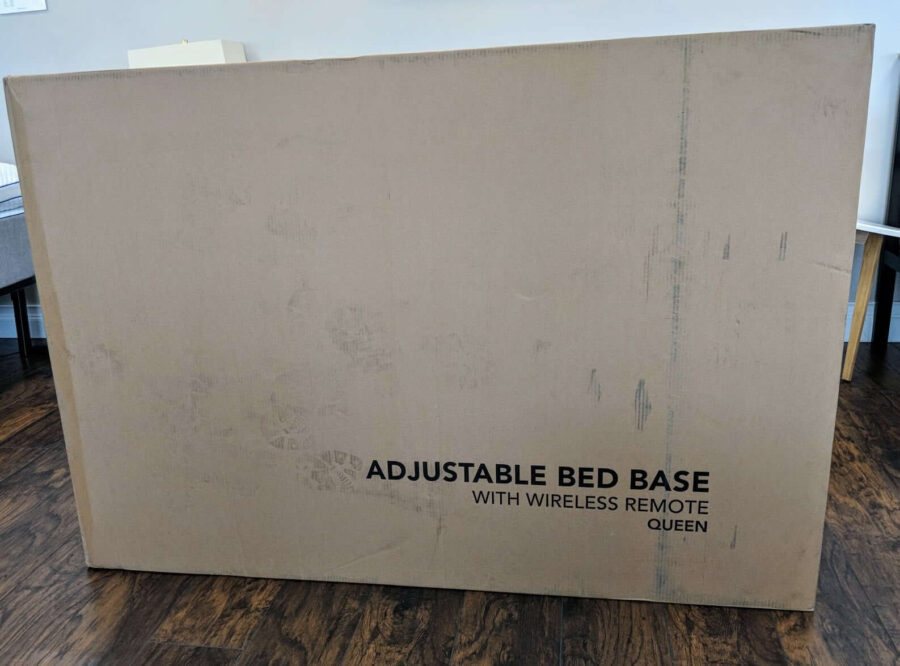 ADJUSTABLE BED BASE
WITH WIRELESS REMOTE
QUEEN